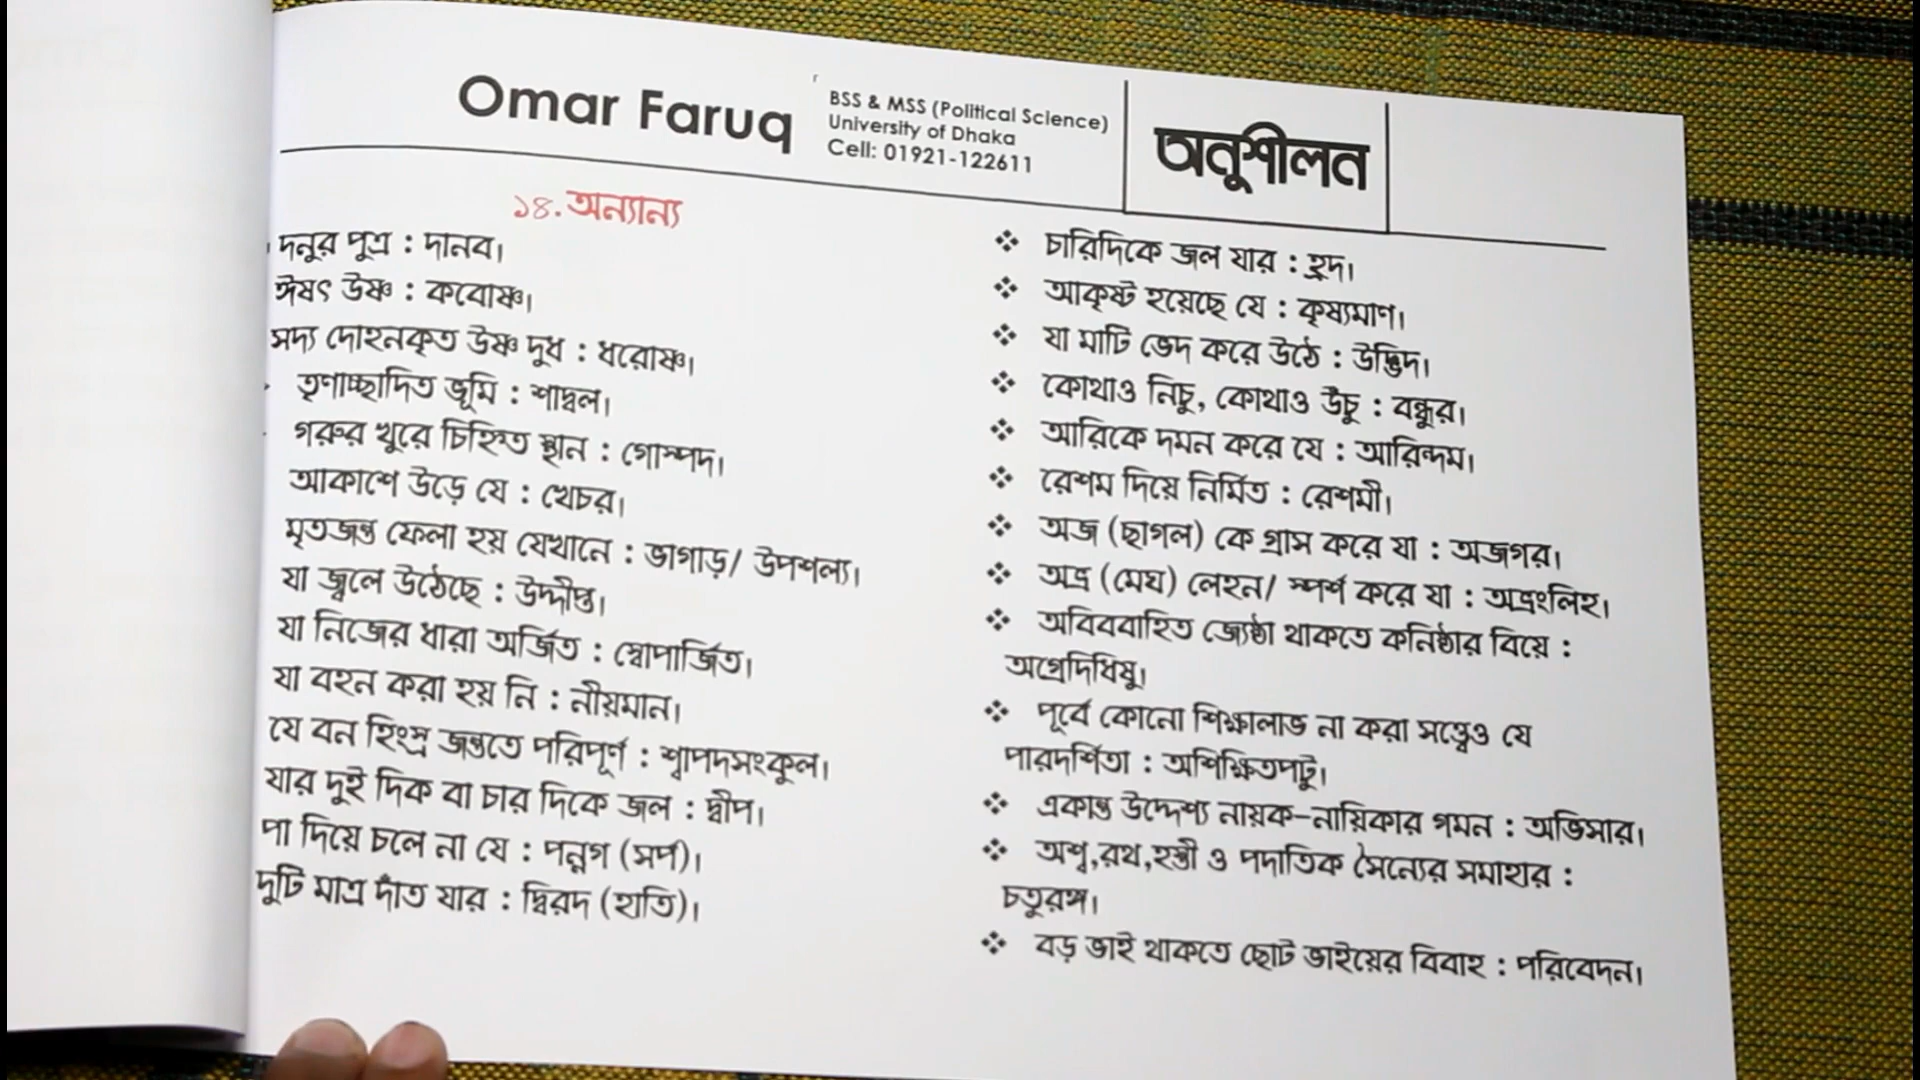 Omar Faruq
BSS & MSS (Political Science)
University of Dhaka
Cell: 01921-122611
অনুশীলন
১৪. অন্যান্য
দনুর পুত্র : দানব।
ঈষৎ উষ্ণ : কবোষ্ণ।
সদ্য দোহনকৃত উষ্ণ দুধ : ধরোষ্ণ।
তৃণাচ্ছাদিত ভূমি : শাদ্বল।
গরুর খুরে চিহ্নিত স্থান : গোস্পদ।
আকাশে উড়ে যে : খেচর।
মৃতজন্তু ফেলা হয় যেখানে : ভাগাড়/ উপশল্য।
যা জ্বলে উঠেছে : উদ্দীপ্ত।
যা নিজের ধারা অর্জিত : স্বোপার্জিত।
যা বহন করা হয় নি : নীয়মান।
যে বন হিংস্র জন্তুতে পরিপূর্ণ : শ্বাপদসংকুল।
যার দুই দিক বা চার দিকে জল : দ্বীপ।
পা দিয়ে চলে না যে : পন্নগ (সর্প)।
দুটি মাত্র দাঁত যার : দ্বিরদ (হাতি)।
❖ চারিদিকে জল যার : হ্রদ।
❖ আকৃষ্ট হয়েছে যে : কৃষ্যমাণ।
❖ যা মাটি ভেদ করে উঠে : উদ্ভিদ।
❖ কোথাও নিচু, কোথাও উঁচু : বন্ধুর।
❖ আরিকে দমন করে যে : আরিন্দম।
❖ রেশম দিয়ে নির্মিত : রেশমী।
❖ অজ (ছাগল) কে গ্রাস করে যা : অজগর।
❖ অভ্র (মেঘ) লেহন/ স্পর্শ করে যা : অভ্রংলিহ।
❖ অবিববাহিত জ্যেষ্ঠা থাকতে কনিষ্ঠার বিয়ে :
অগ্রেদিধিষু।
❖ পূর্বে কোনো শিক্ষালাভ না করা সত্ত্বেও যে
পারদর্শিতা : অশিক্ষিতপটু।
❖ একান্ত উদ্দেশ্য নায়ক-নায়িকার গমন : অভিসার।
❖ অশ্ব,রথ,হস্তী ও পদাতিক সৈন্যের সমাহার :
চতুরঙ্গ।
❖ বড় ভাই থাকতে ছোট ভাইয়ের বিবাহ : পরিবেদন।